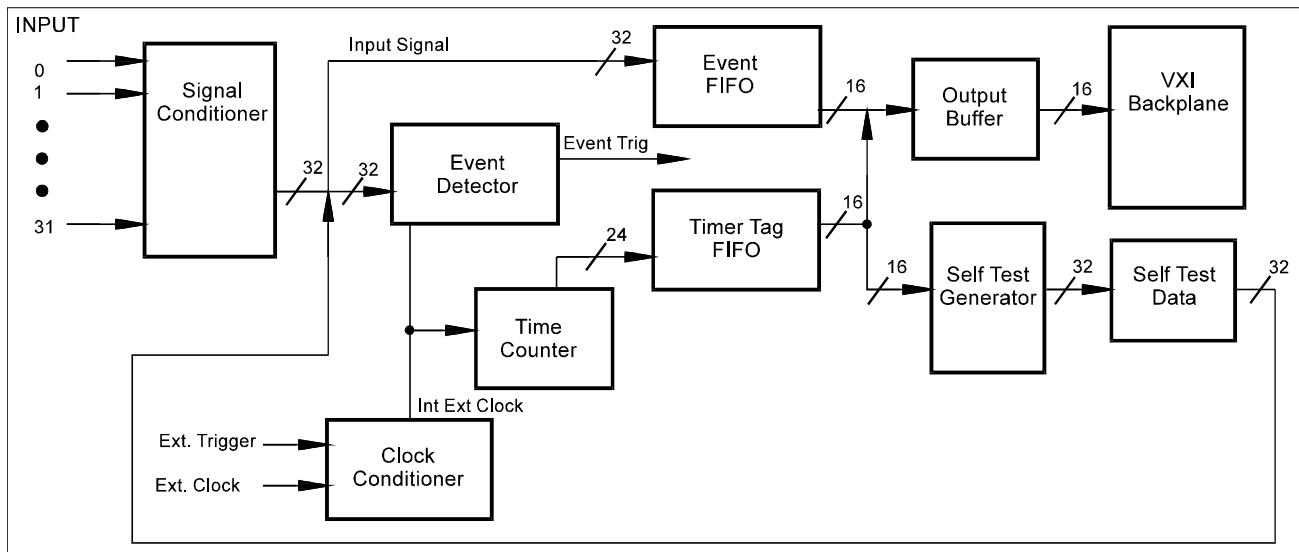 INPUT
0
1
31
Signal
Conditioner
32
32
Input Signal
32
Event
FIFO
16
Output
Buffer
16
VXI
Backplane
Event
Detector
Event Trig
24
Timer Tag
FIFO
16
16
Self Test
Generator
32
Self Test
Data
32
Time
Counter
Int Ext Clock
Ext. Trigger
Ext. Clock
Clock
Conditioner